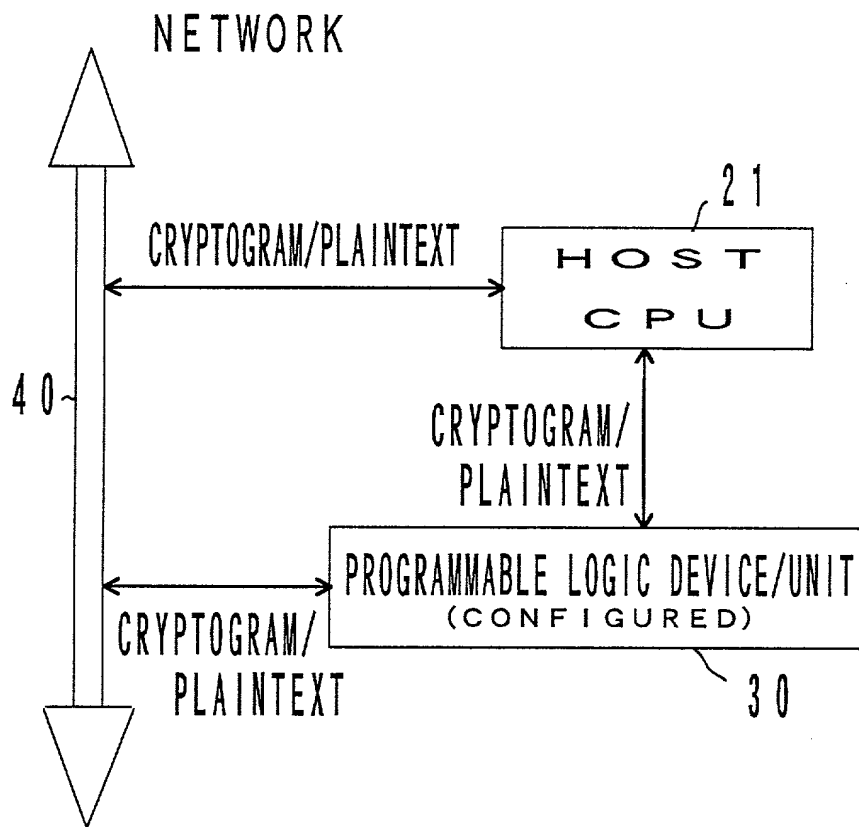 NETWORK
21
CRYPTOGRAM/PLAINTEXT
HOST
CPU
40
CRYPTOGRAM/
PLAINTEXT
PROGRAMMABLE LOGIC DEVICE/UNIT
(CONFIGURED)
CRYPTOGRAM/
PLAINTEXT
30